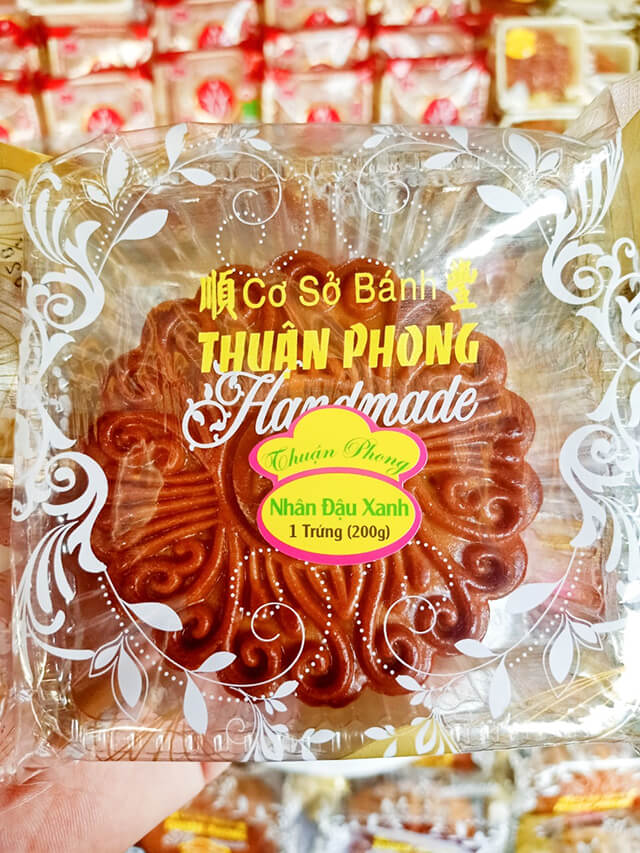 順 Cơ Sở Bánh 豐
THUẬN PHONG
Handmade
Thuận Phong
Nhân Đậu Xanh
1 Trứng (200g)